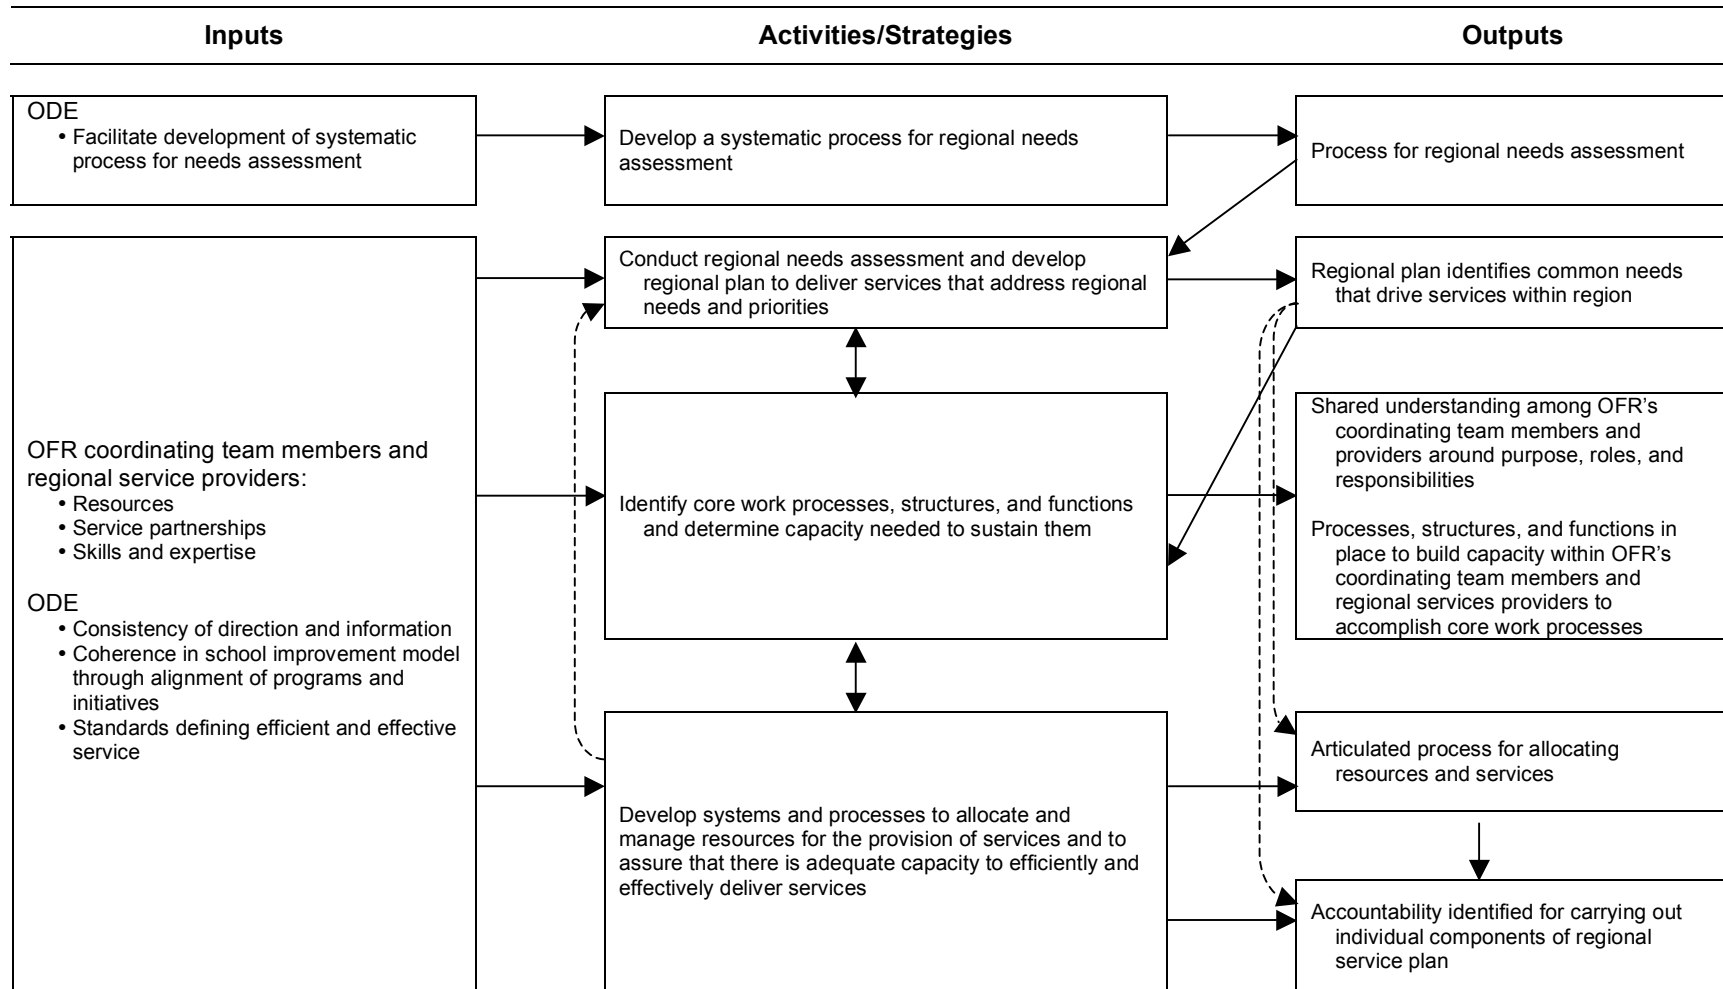 Inputs
Activities/Strategies
Outputs
ODE
• Facilitate development of systematic
process for needs assessment
Develop a systematic process for regional needs
assessment
Process for regional needs assessment
OFR coordinating team members and
regional service providers:
• Resources
• Service partnerships
• Skills and expertise
ODE
• Consistency of direction and information
• Coherence in school improvement model
through alignment of programs and
initiatives
• Standards defining efficient and effective
service
Conduct regional needs assessment and develop
regional plan to deliver services that address regional
needs and priorities
Regional plan identifies common needs
that drive services within region
Identify core work processes, structures, and functions
and determine capacity needed to sustain them
Shared understanding among OFR’s
coordinating team members and
providers around purpose, roles, and
responsibilities
Processes, structures, and functions in
place to build capacity within OFR’s
coordinating team members and
regional services providers to
accomplish core work processes
Develop systems and processes to allocate and
manage resources for the provision of services and to
assure that there is adequate capacity to efficiently and
effectively deliver services
Articulated process for allocating
resources and services
Accountability identified for carrying out
individual components of regional
service plan